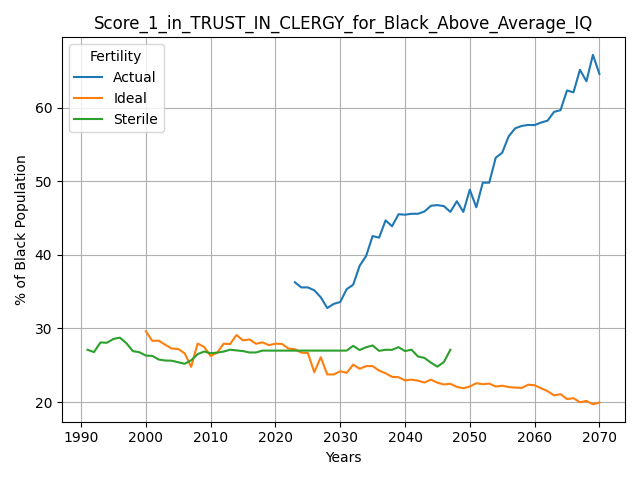 Score_1_in_TRUST_IN_CLERGY_for_Black_Above_Average_IQ
Fertility
Actual
Ideal
Sterile
% of Black Population
60
50
40
30
20
1990
2000
2010
2020
2030
2040
2050
2060
2070
Years